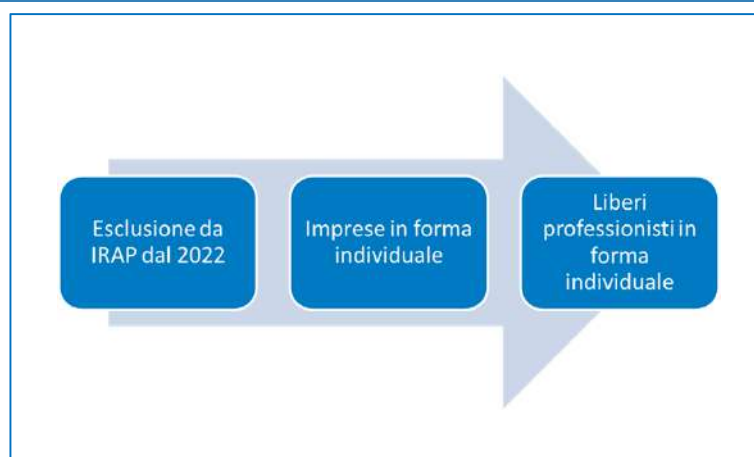 Esclusione da
IRAP dal 2022
Imprese in forma
individuale
Liberi
professionisti in
forma
individuale